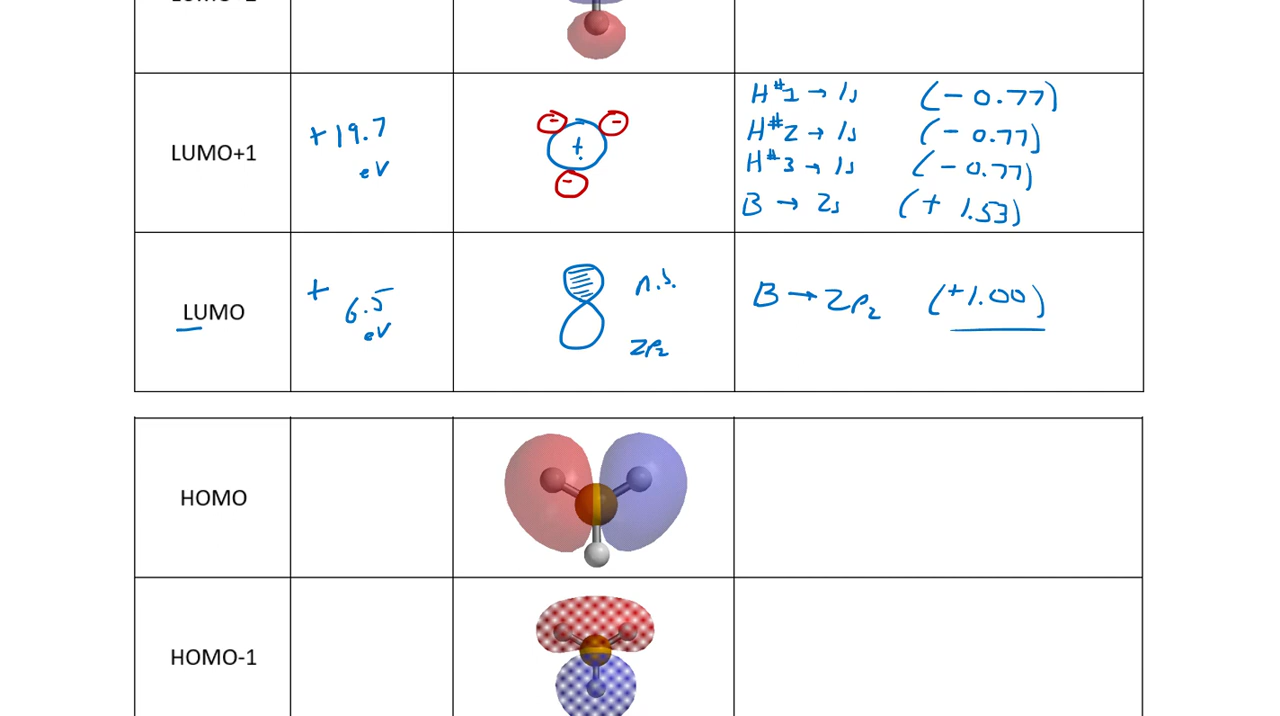 LUMO+1
+19.7
eV
-
-
+
-
H#1 → 1s (-0.77)
H#2 → 1s (-0.77)
H#3 → 1s (-0.77)
B → 2s (+ 1.53)
LUMO
+
6.5
eV
n.b.
2pz
B → 2pz (+1.00)
HOMO
HOMO-1